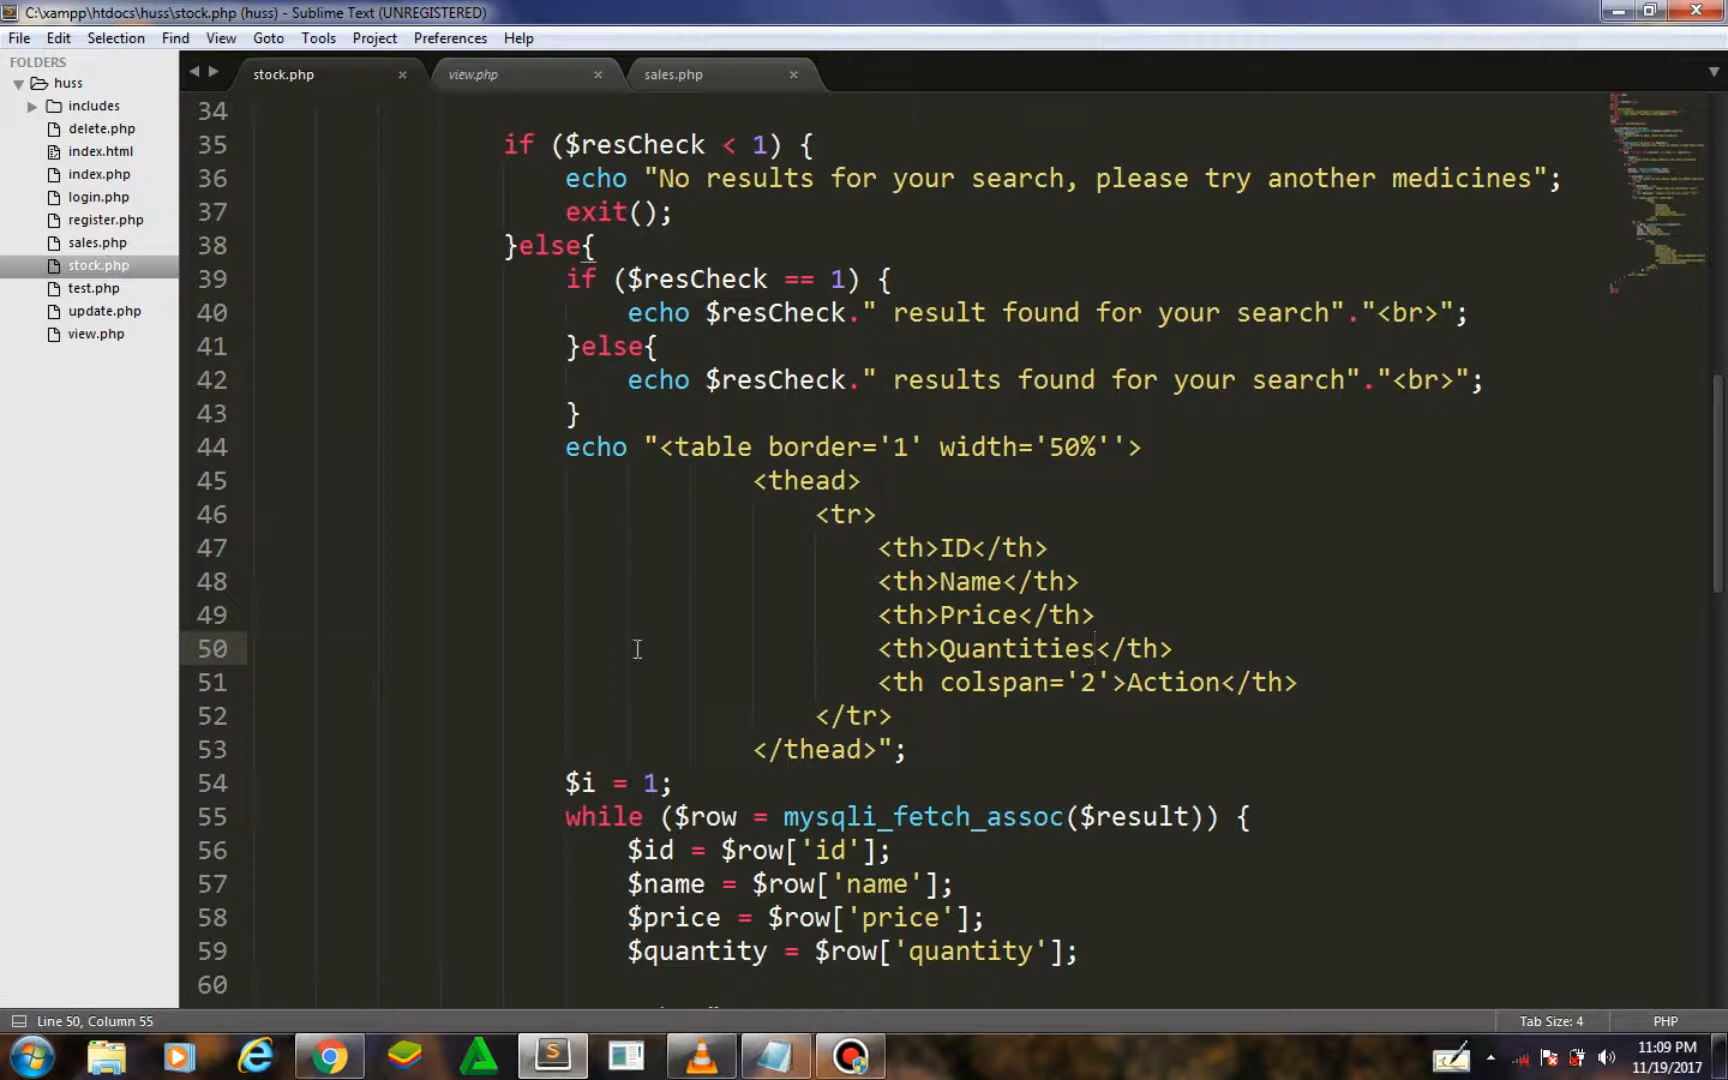 C:\xampp\htdocs\huss\stock.php (huss) - Sublime Text (UNREGISTERED)
File Edit Selection Find View Goto Tools Project Preferences Help
FOLDERS
huss
includes
delete.php
index.html
index.php
login.php
register.php
sales.php
stock.php
test.php
update.php
view.php
stock.php view.php sales.php
34
35 if ($resCheck < 1) {
36 echo "No results for your search, please try another medicines";
37 exit();
38 }else{
39 if ($resCheck == 1) {
40 echo $resCheck." result found for your search"."<br>";
41 }else{
42 echo $resCheck." results found for your search"."<br>";
43 }
44 echo "<table border='1' width='50%''>
45 <thead>
46 <tr>
47 <th>ID</th>
48 <th>Name</th>
49 <th>Price</th>
50 <th>Quantities</th>
51 <th colspan='2'>Action</th>
52 </tr>
53 </thead>";
54 $i = 1;
55 while ($row = mysqli_fetch_assoc($result)) {
56 $id = $row['id'];
57 $name = $row['name'];
58 $price = $row['price'];
59 $quantity = $row['quantity'];
60
Line 50, Column 55 Tab Size: 4 PHP
11:09 PM
11/19/2017